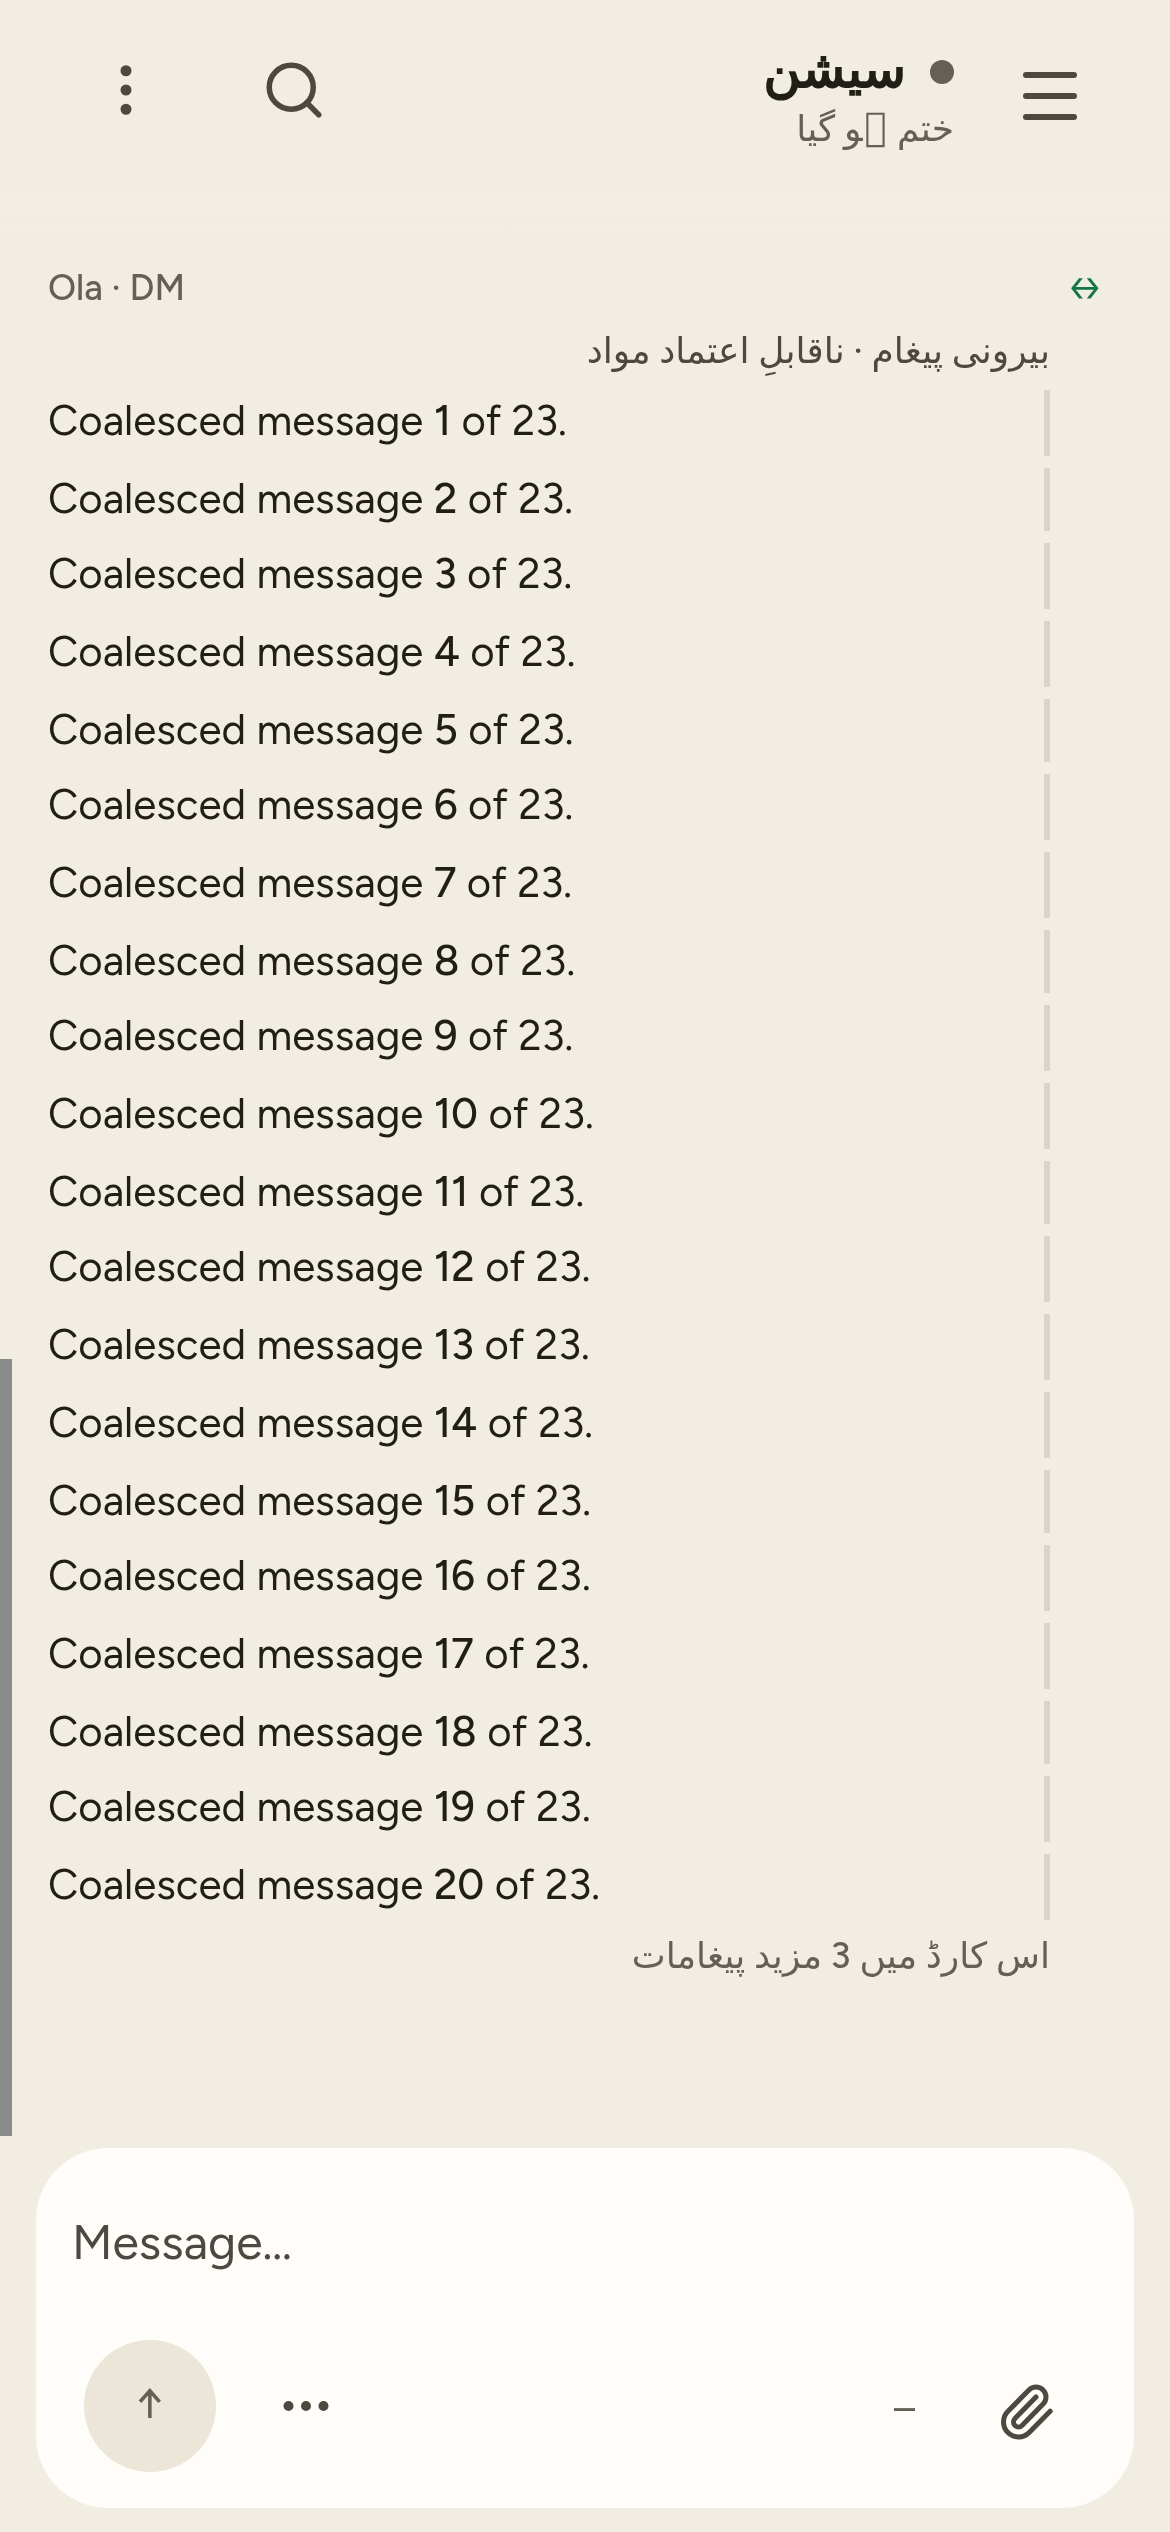 سیشن
ختم و گیا
Ola · DM
بیرونی پیغام · ناقابلِ اعتماد مواد
Coalesced message 1 of 23.
Coalesced message 2 of 23.
Coalesced message 3 of 23.
Coalesced message 4 of 23.
Coalesced message 5 of 23.
Coalesced message 6 of 23.
Coalesced message 7 of 23.
Coalesced message 8 of 23.
Coalesced message 9 of 23.
Coalesced message 10 of 23.
Coalesced message 11 of 23.
Coalesced message 12 of 23.
Coalesced message 13 of 23.
Coalesced message 14 of 23.
Coalesced message 15 of 23.
Coalesced message 16 of 23.
Coalesced message 17 of 23.
Coalesced message 18 of 23.
Coalesced message 19 of 23.
Coalesced message 20 of 23.
اس کارڈ میں 3 مزید پیغامات
Message...